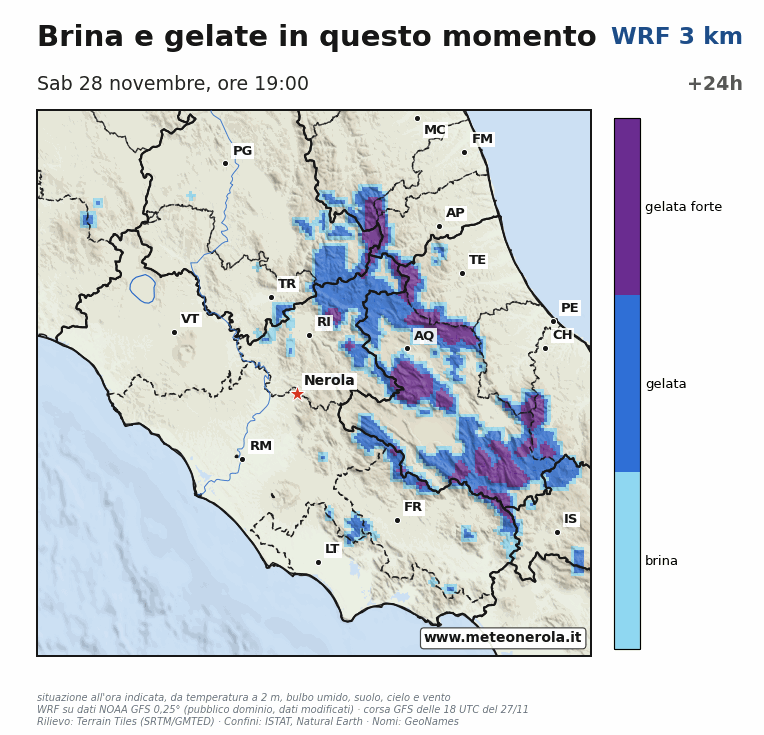 Brina e gelate in questo momento
WRF 3 km
Sab 28 novembre, ore 19:00
+24h
MC
FM
PG
AP
TE
TR
PE
VT
RI
AQ
CH
Nerola
RM
FR
IS
LT
www.meteonerola.it
gelata forte
gelata
brina
situazione all'ora indicata, da temperatura a 2 m, bulbo umido, suolo, cielo e vento
WRF su dati NOAA GFS 0,25° (pubblico dominio, dati modificati) · corsa GFS delle 18 UTC del 27/11
Rilievo: Terrain Tiles (SRTM/GMTED) · Confini: ISTAT, Natural Earth · Nomi: GeoNames